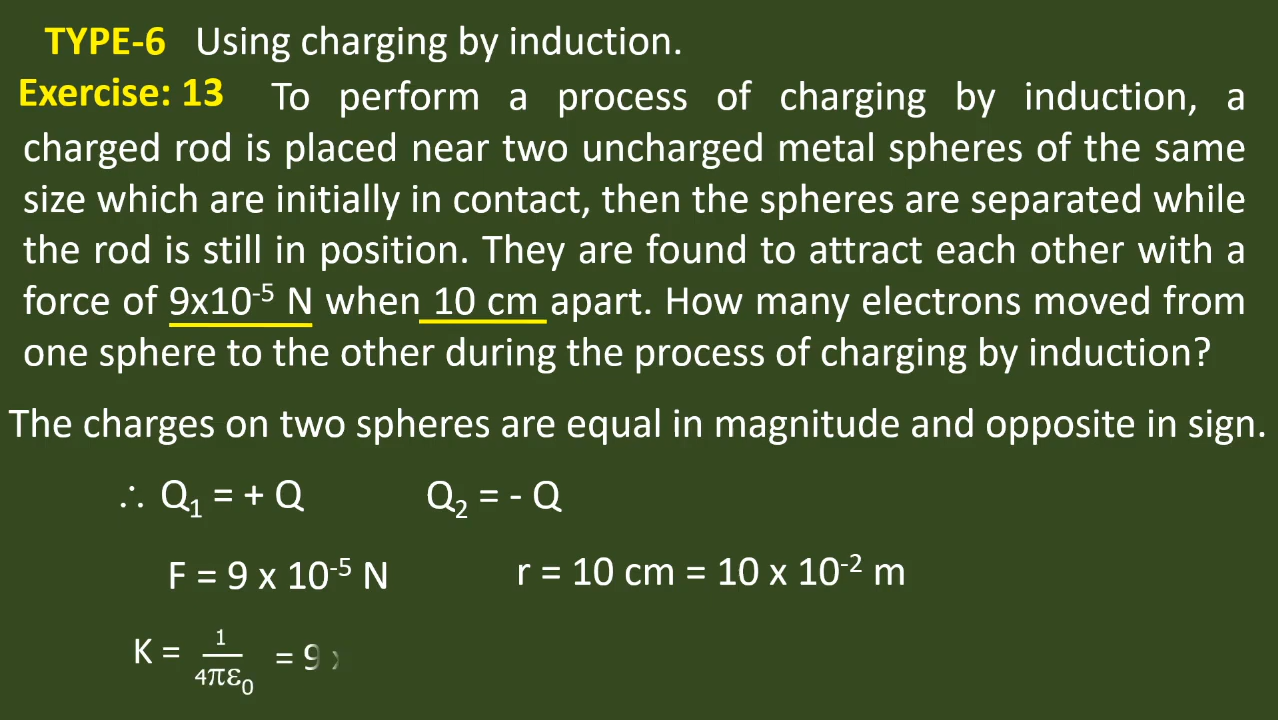 TYPE-6 Using charging by induction.
Exercise: 13 To perform a process of charging by induction, a
charged rod is placed near two uncharged metal spheres of the same
size which are initially in contact, then the spheres are separated while
the rod is still in position. They are found to attract each other with a
force of 9x10⁻⁵ N when 10 cm apart. How many electrons moved from
one sphere to the other during the process of charging by induction?
The charges on two spheres are equal in magnitude and opposite in sign.
∴ Q₁ = + Q Q₂ = - Q
F = 9 x 10⁻⁵ N r = 10 cm = 10 x 10⁻² m
K = 1/4πε₀ = 9 x